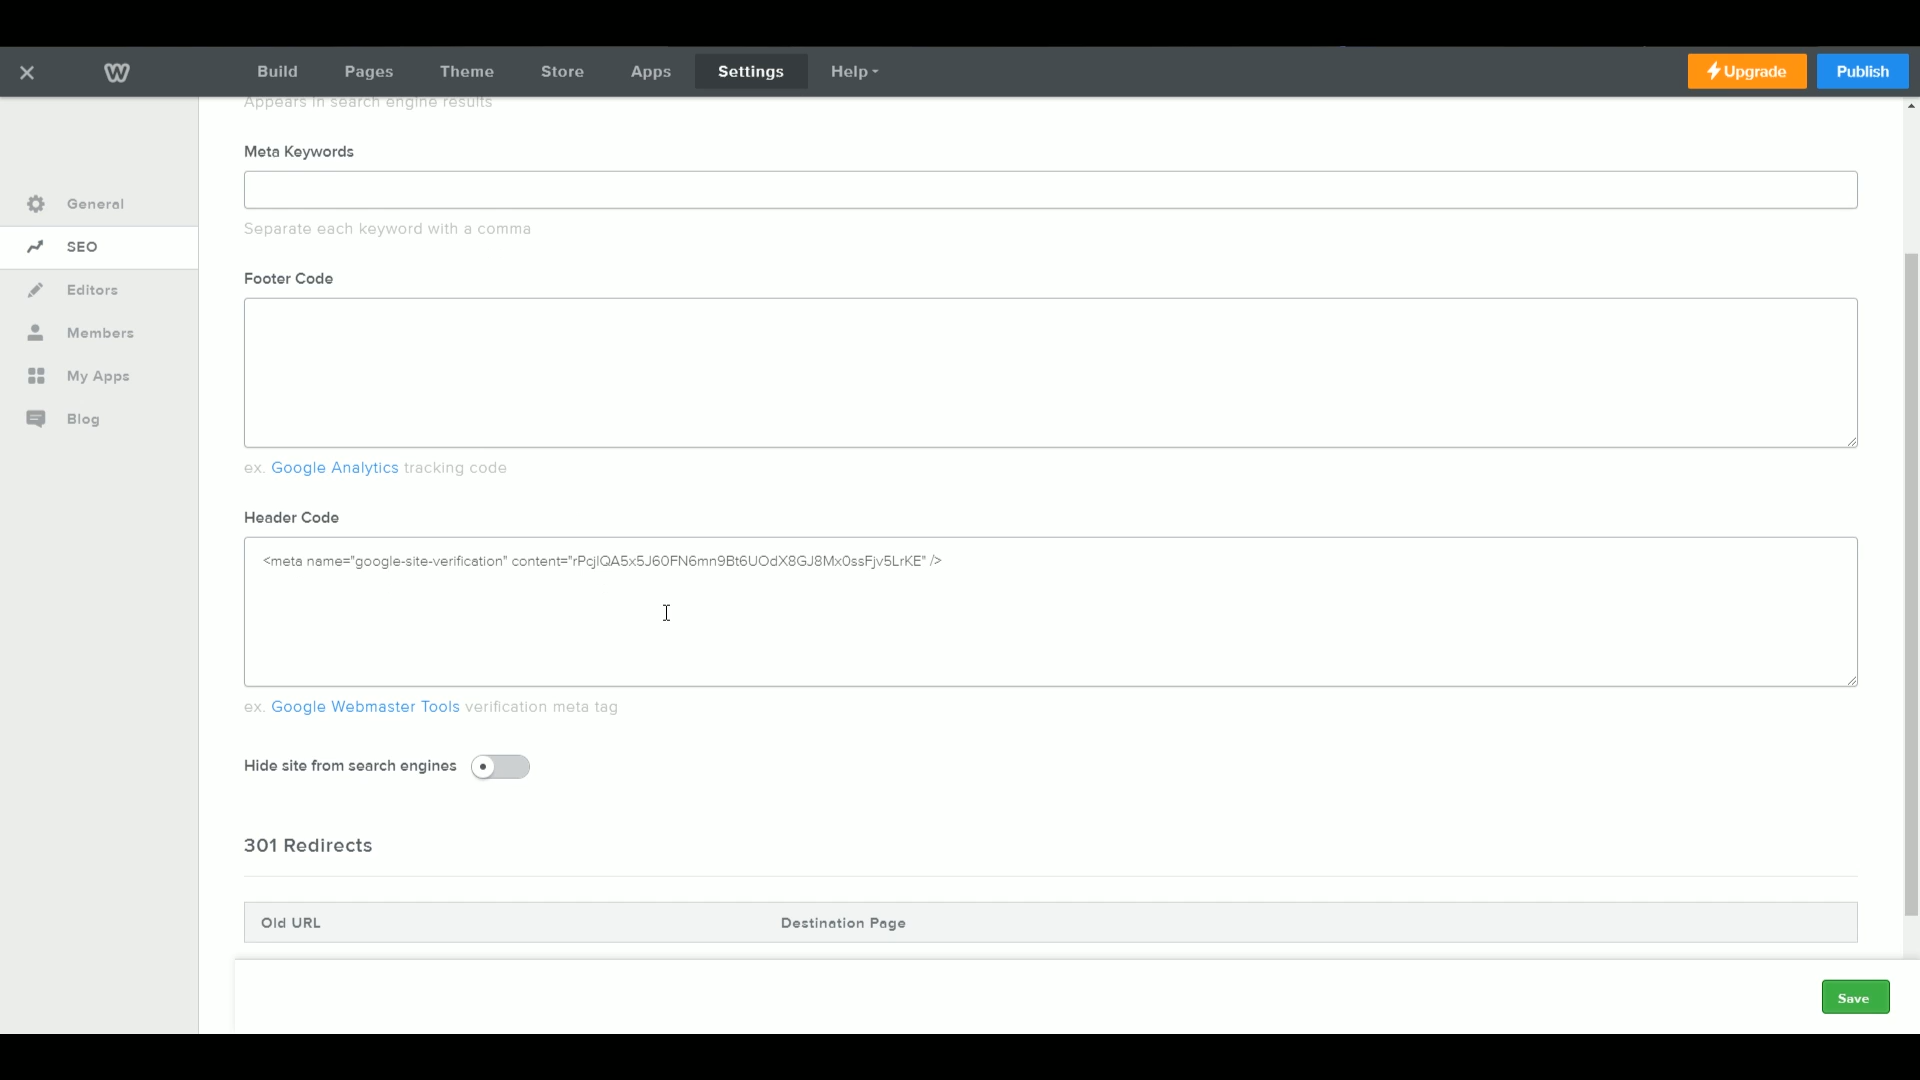 Build Pages Theme Store Apps Settings Help
Upgrade Publish
Appears in search engine results
Meta Keywords
Separate each keyword with a comma
General
SEO
Editors
Members
My Apps
Blog
Footer Code
ex. Google Analytics tracking code
Header Code
<meta name="google-site-verification" content="rPcjlQA5x5J60FN6mn9Bt6UOdX8GJ8Mx0ssFjv5LrKE" />
ex. Google Webmaster Tools verification meta tag
Hide site from search engines
301 Redirects
Old URL Destination Page
Save